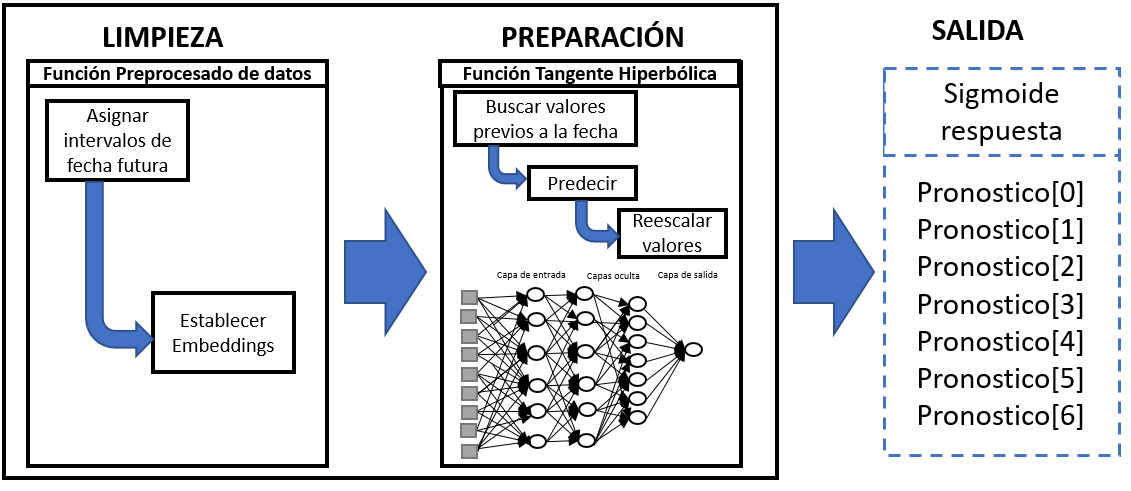 LIMPIEZA
Función Preprocesado de datos
Asignar
intervalos de
fecha futura
Establecer
Embeddings
PREPARACIÓN
Función Tangente Hiperbólica
Buscar valores
previos a la fecha
Predecir
Reescalar
valores
Capa de entrada
Capas oculta
Capa de salida
SALIDA
Sigmoide
respuesta
Pronostico[0]
Pronostico[1]
Pronostico[2]
Pronostico[3]
Pronostico[4]
Pronostico[5]
Pronostico[6]